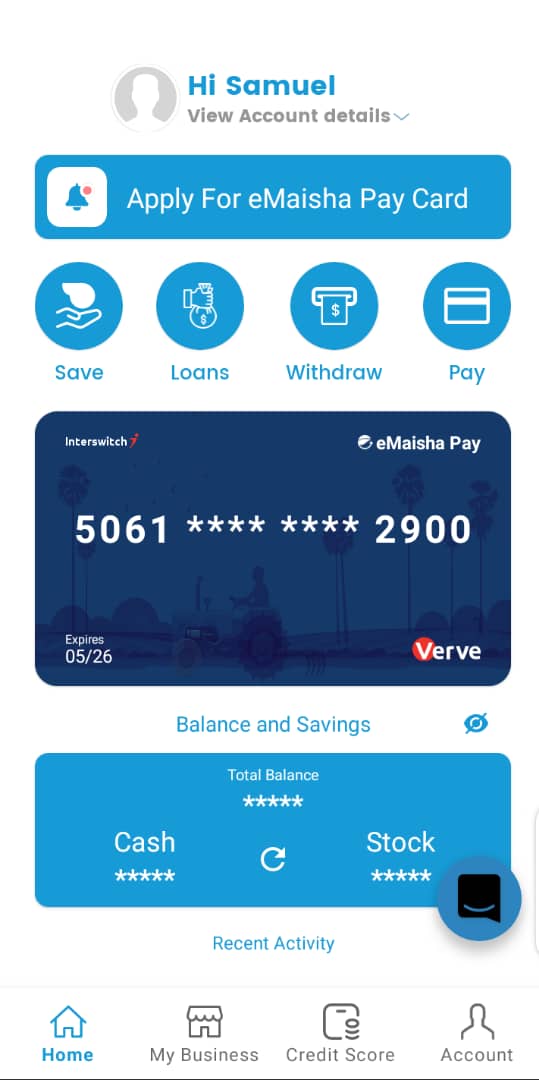 Hi Samuel
View Account details
Apply For eMaisha Pay Card
Save Loans Withdraw Pay
Interswitch eMaisha Pay
5061 **** **** 2900
Expires
05/26
Verve
Balance and Savings
Total Balance
*****
Cash Stock
***** *****
Recent Activity
Home My Business Credit Score Account